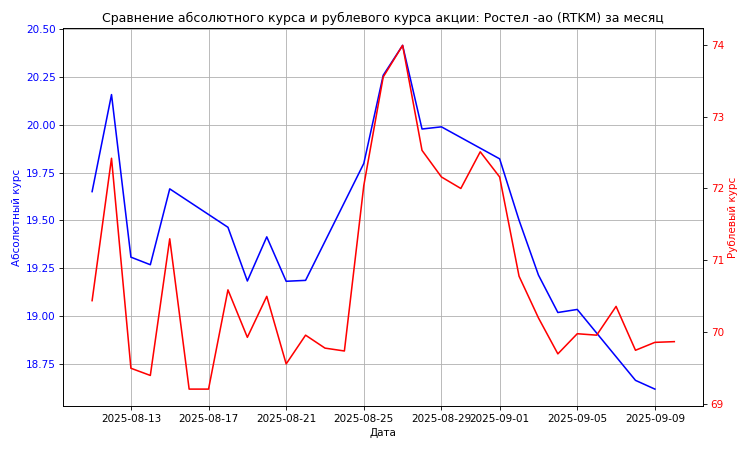 Сравнение абсолютного курса и рублевого курса акции: Ростел -ао (RTKM) за месяц
20.50
20.25
20.00
19.75
19.50
19.25
19.00
18.75
Абсолютный курс
74
73
72
71
70
69
Рублевый курс
2025-08-13 2025-08-17 2025-08-21 2025-08-25 2025-08-29 2025-09-01 2025-09-05 2025-09-09
Дата